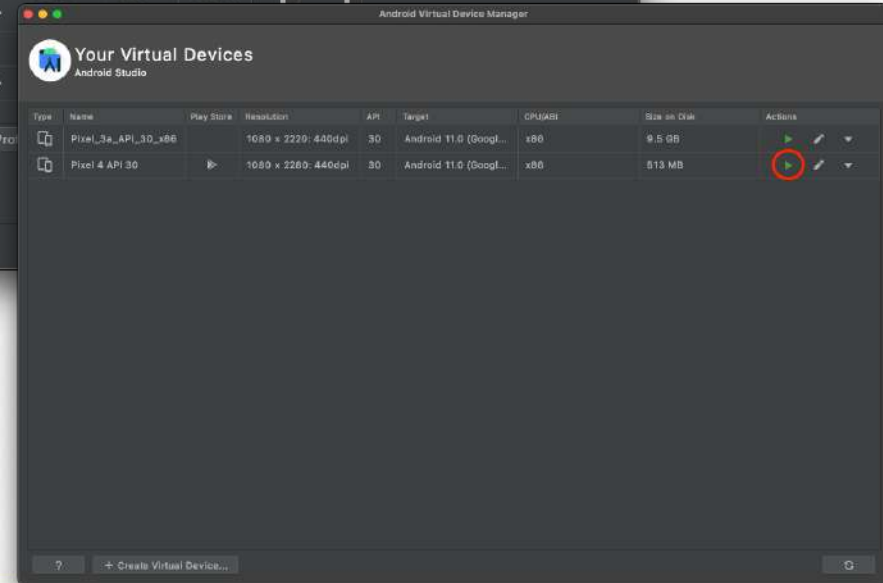 Android Virtual Device Manager
Your Virtual Devices
Android Studio
Type Name Play Store Resolution API Target CPU/ABI Size on Disk Actions
Pixel_3a_API_30_x86 1080 × 2220: 440dpi 30 Android 11.0 (Googl... x86 9.5 GB
Pixel 4 API 30 1080 × 2280: 440dpi 30 Android 11.0 (Googl... x86 513 MB
? + Create Virtual Device...